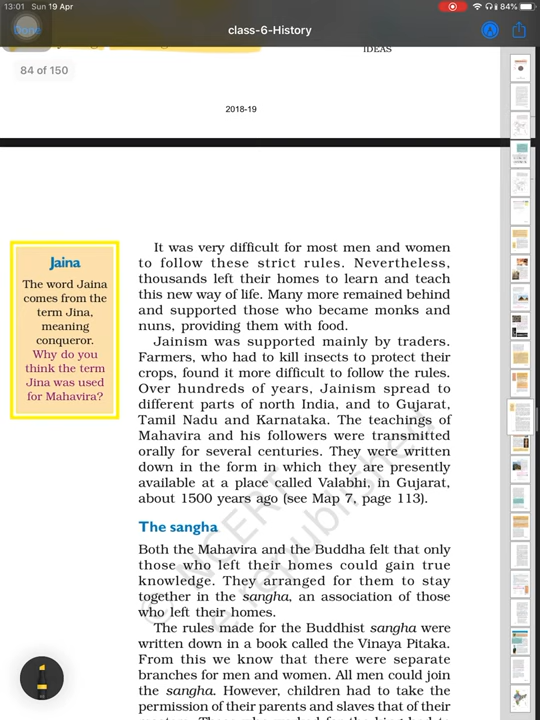 13:01 Sun 19 Apr
84%
Done
class-6-History
IDEAS
84 of 150
2018-19
Jaina
The word Jaina
comes from the
term Jina,
meaning
conqueror.
Why do you
think the term
Jina was used
for Mahavira?
It was very difficult for most men and women
to follow these strict rules. Nevertheless,
thousands left their homes to learn and teach
this new way of life. Many more remained behind
and supported those who became monks and
nuns, providing them with food.
Jainism was supported mainly by traders.
Farmers, who had to kill insects to protect their
crops, found it more difficult to follow the rules.
Over hundreds of years, Jainism spread to
different parts of north India, and to Gujarat,
Tamil Nadu and Karnataka. The teachings of
Mahavira and his followers were transmitted
orally for several centuries. They were written
down in the form in which they are presently
available at a place called Valabhi, in Gujarat,
about 1500 years ago (see Map 7, page 113).
The sangha
Both the Mahavira and the Buddha felt that only
those who left their homes could gain true
knowledge. They arranged for them to stay
together in the sangha, an association of those
who left their homes.
The rules made for the Buddhist sangha were
written down in a book called the Vinaya Pitaka.
From this we know that there were separate
branches for men and women. All men could join
the sangha. However, children had to take the
permission of their parents and slaves that of their